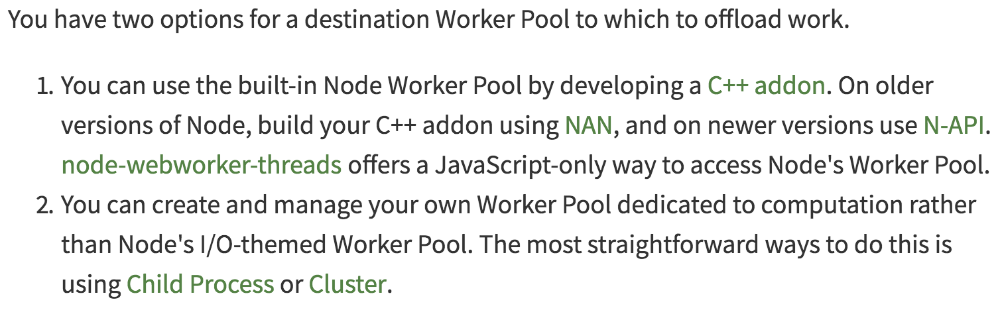 You have two options for a destination Worker Pool to which to offload work.
1. You can use the built-in Node Worker Pool by developing a C++ addon. On older
versions of Node, build your C++ addon using NAN, and on newer versions use N-API.
node-webworker-threads offers a JavaScript-only way to access Node's Worker Pool.
2. You can create and manage your own Worker Pool dedicated to computation rather
than Node's I/O-themed Worker Pool. The most straightforward ways to do this is
using Child Process or Cluster.